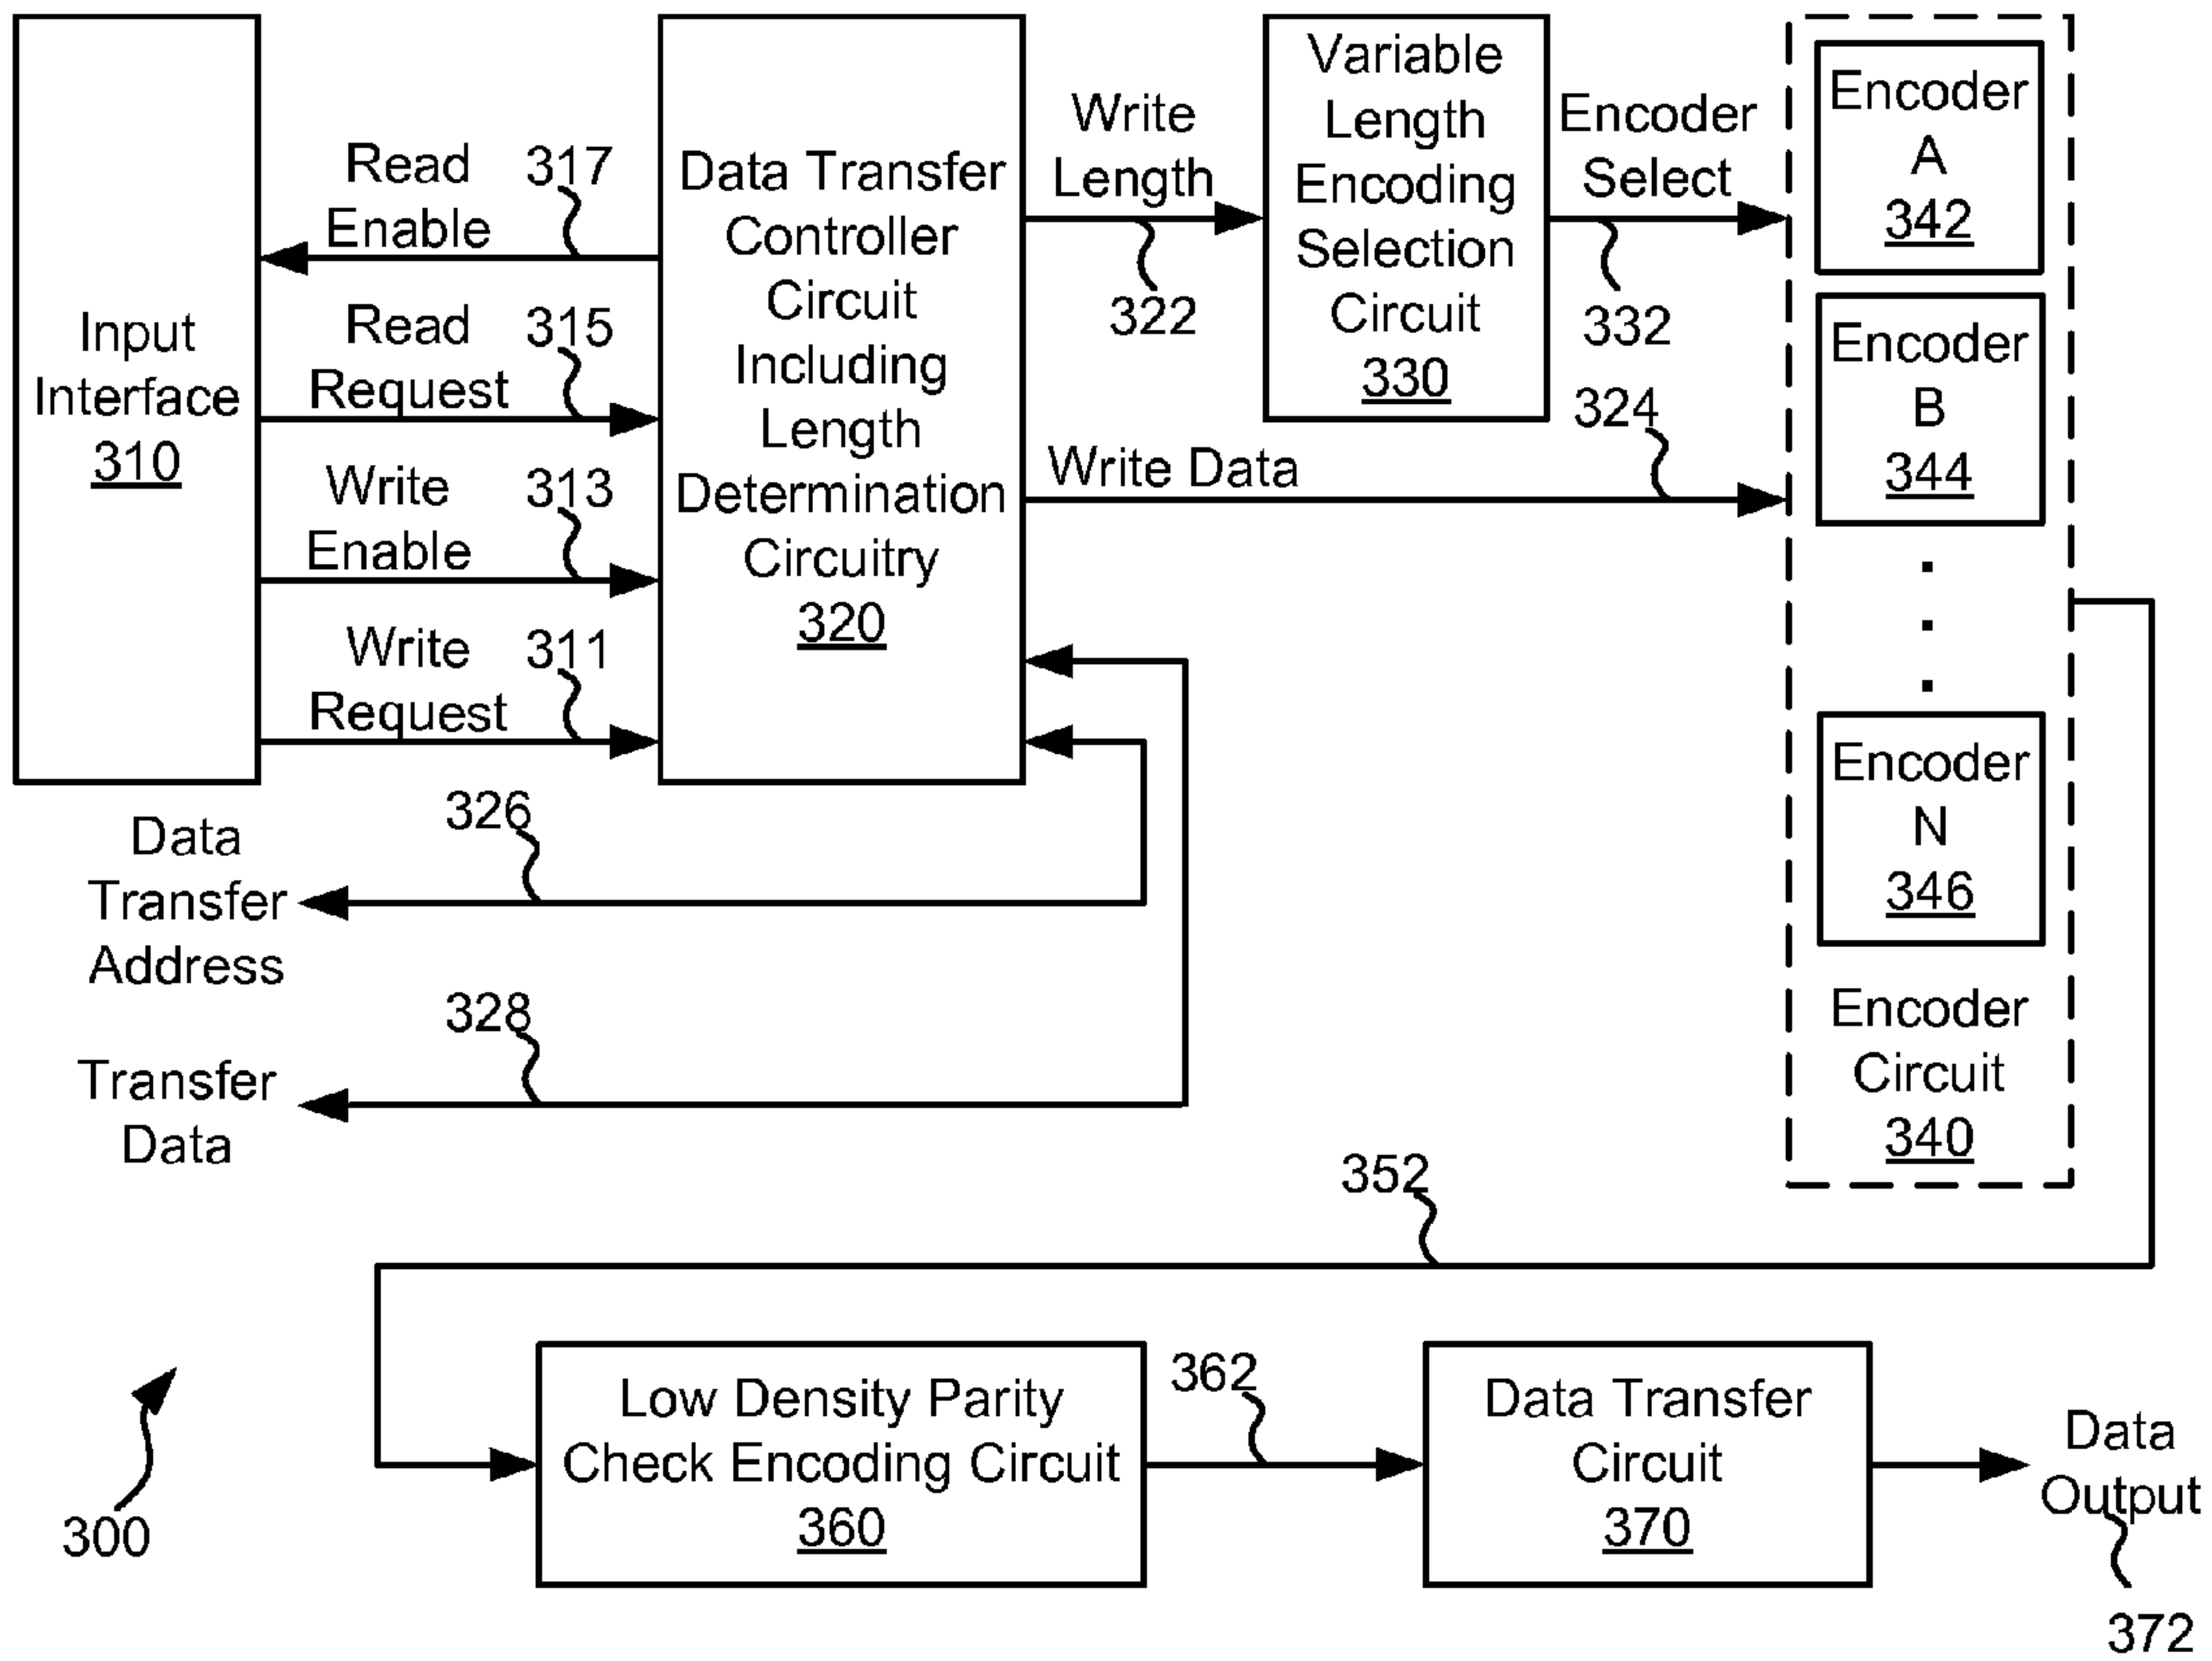 Input
Interface
310
Read
Enable
317
Read
Request
315
Write
Enable
313
Write
Request
311
Data Transfer
Controller
Circuit
Including
Length
Determination
Circuitry
320
Write
Length
322
Variable
Length
Encoding
Selection
Circuit
330
Encoder
Select
332
Write Data
324
Encoder
A
342
Encoder
B
344
Encoder
N
346
Encoder
Circuit
340
Data
Transfer
Address
326
Transfer
Data
328
352
Low Density Parity
Check Encoding Circuit
360
362
Data Transfer
Circuit
370
Data
Output
372
300